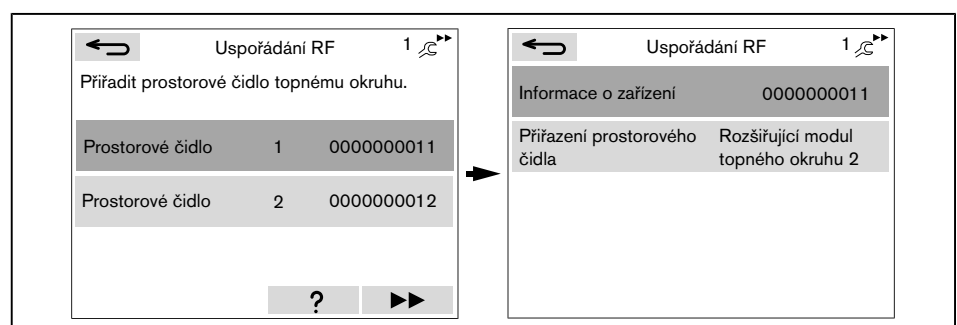 Uspořádání RF 1
Přiřadit prostorové čidlo topnému okruhu.
Prostorové čidlo 1 0000000011
Prostorové čidlo 2 0000000012
?
Uspořádání RF 1
Informace o zařízení 0000000011
Přiřazení prostorového čidla Rozšiřující modul topného okruhu 2